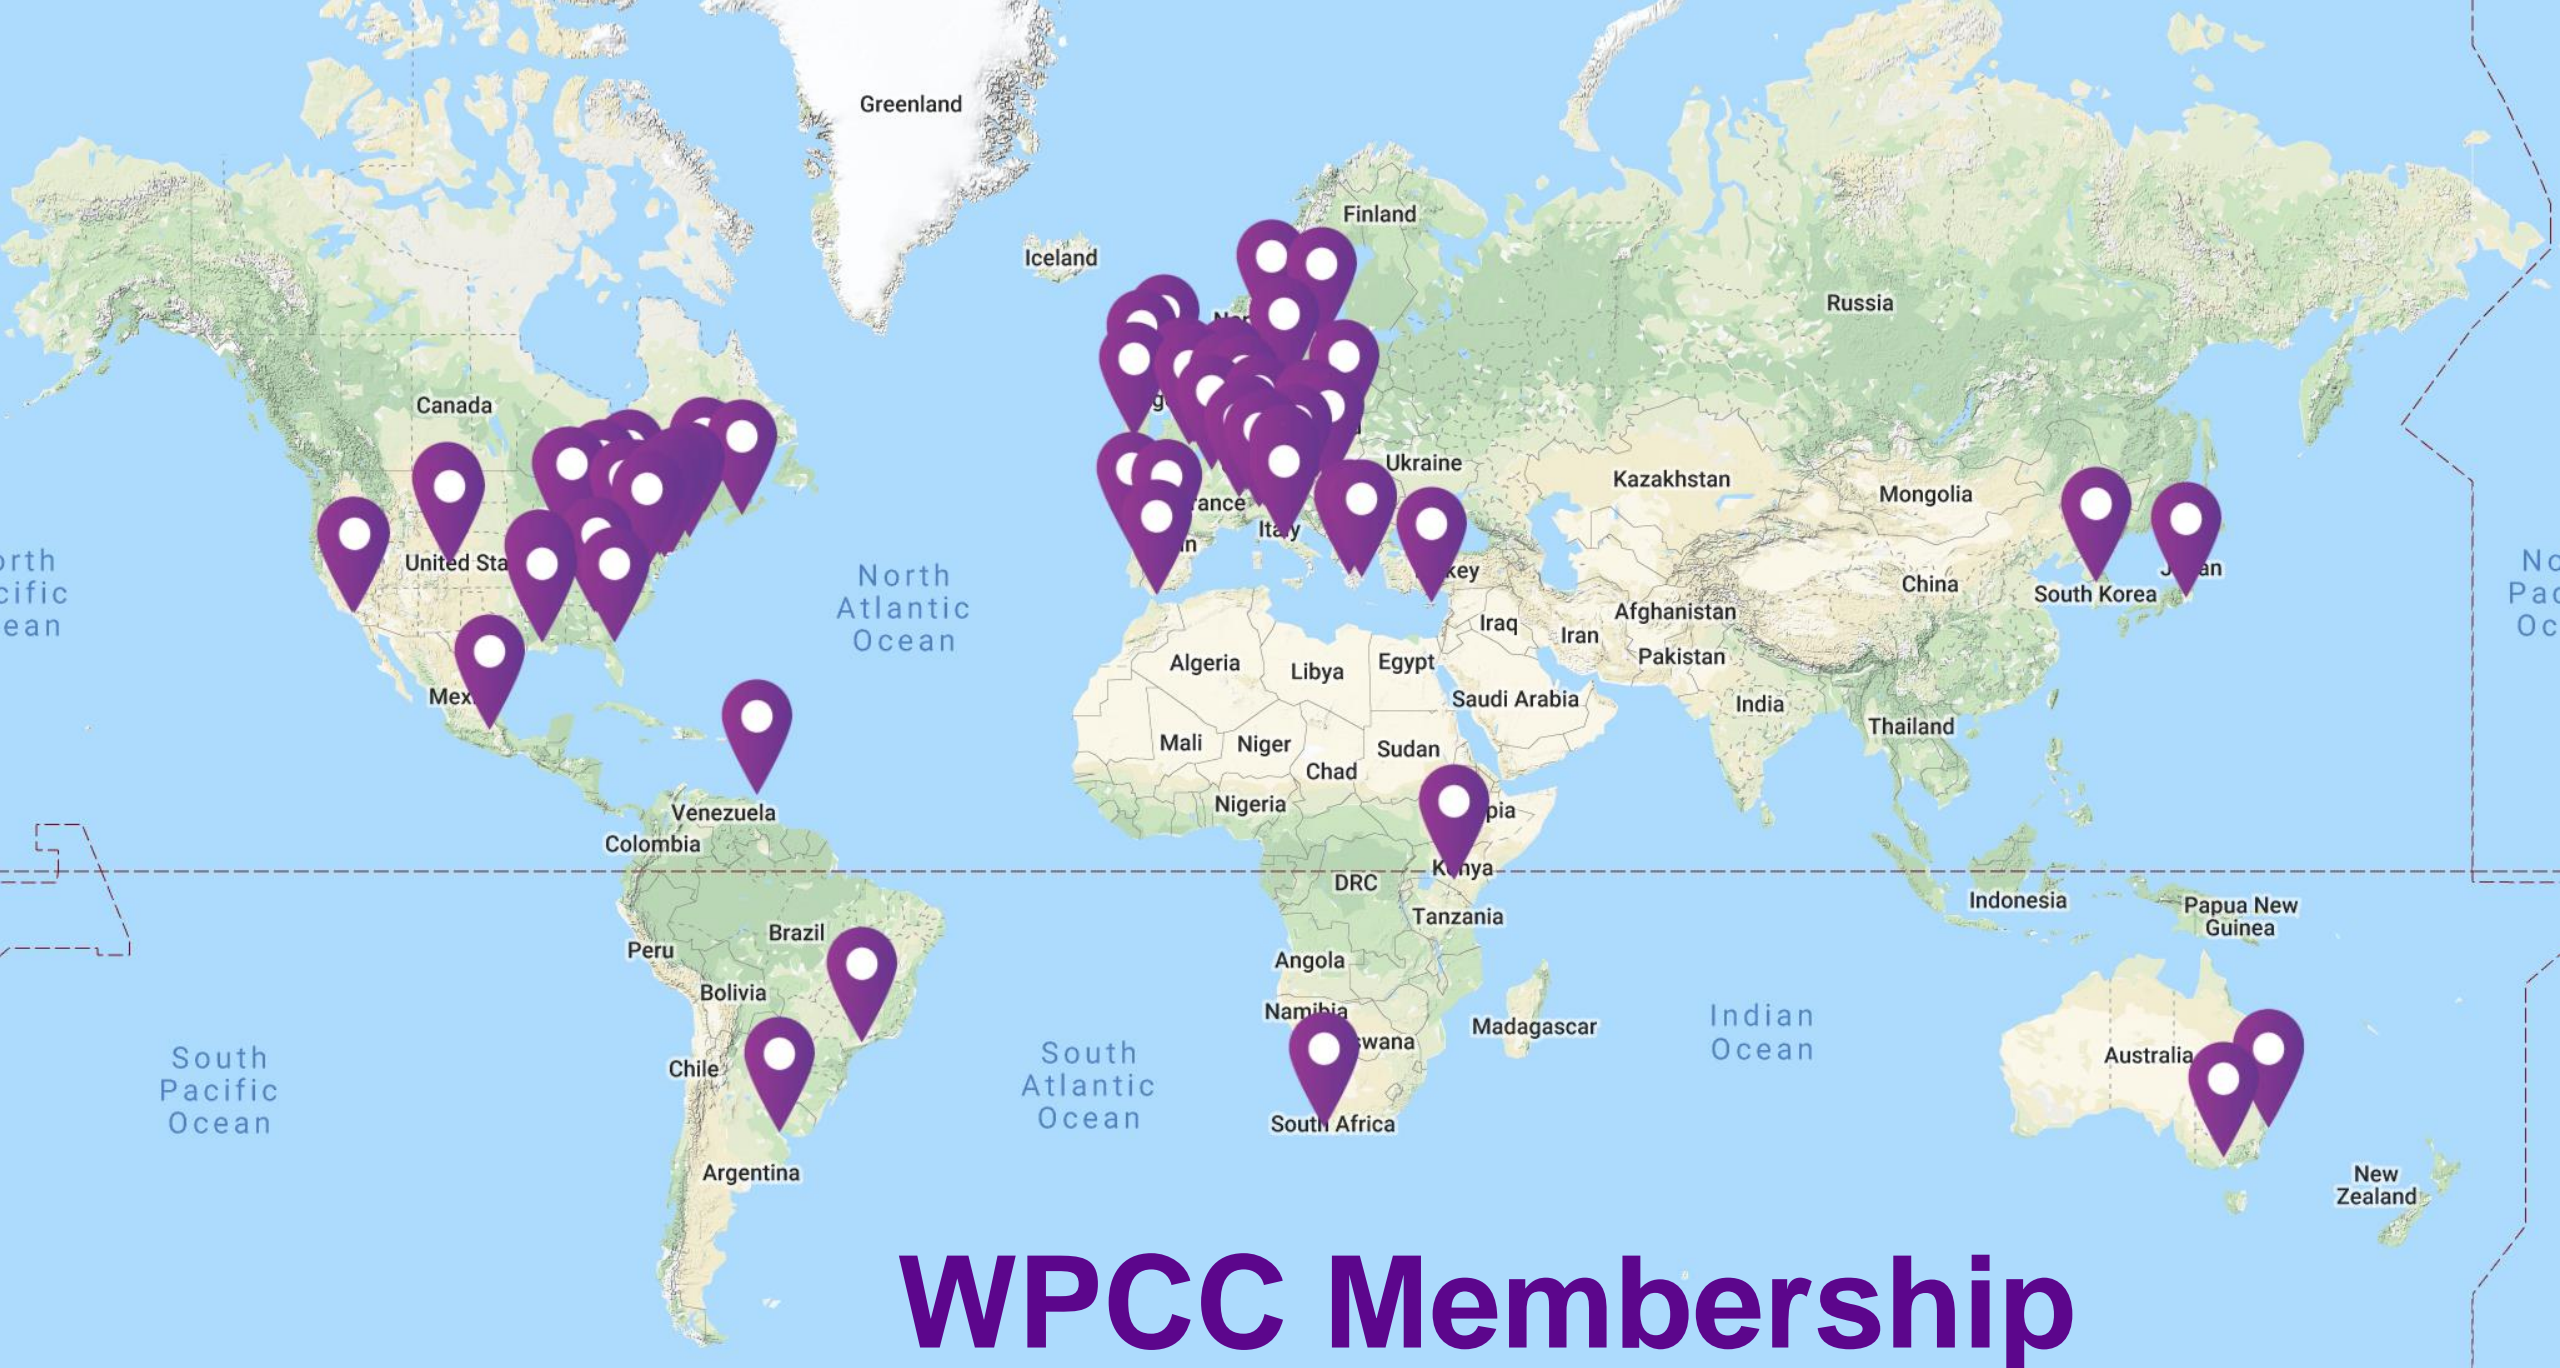 Greenland
Finland
Iceland
Russia
Canada
Ukraine
Kazakhstan
Mongolia
Italy
United Sta
North
Atlantic
Ocean
China
South Korea
Afghanistan
Iraq
Iran
Pakistan
Algeria
Libya
Egypt
Saudi Arabia
India
Thailand
Mali
Niger
Chad
Sudan
Nigeria
Venezuela
Colombia
DRC
Tanzania
Indonesia
Papua New
Guinea
Brazil
Peru
Bolivia
Angola
Namibia
Madagascar
Indian
Ocean
South
Pacific
Ocean
Chile
South
Atlantic
Ocean
Australia
South Africa
Argentina
New
Zealand
WPCC Membership